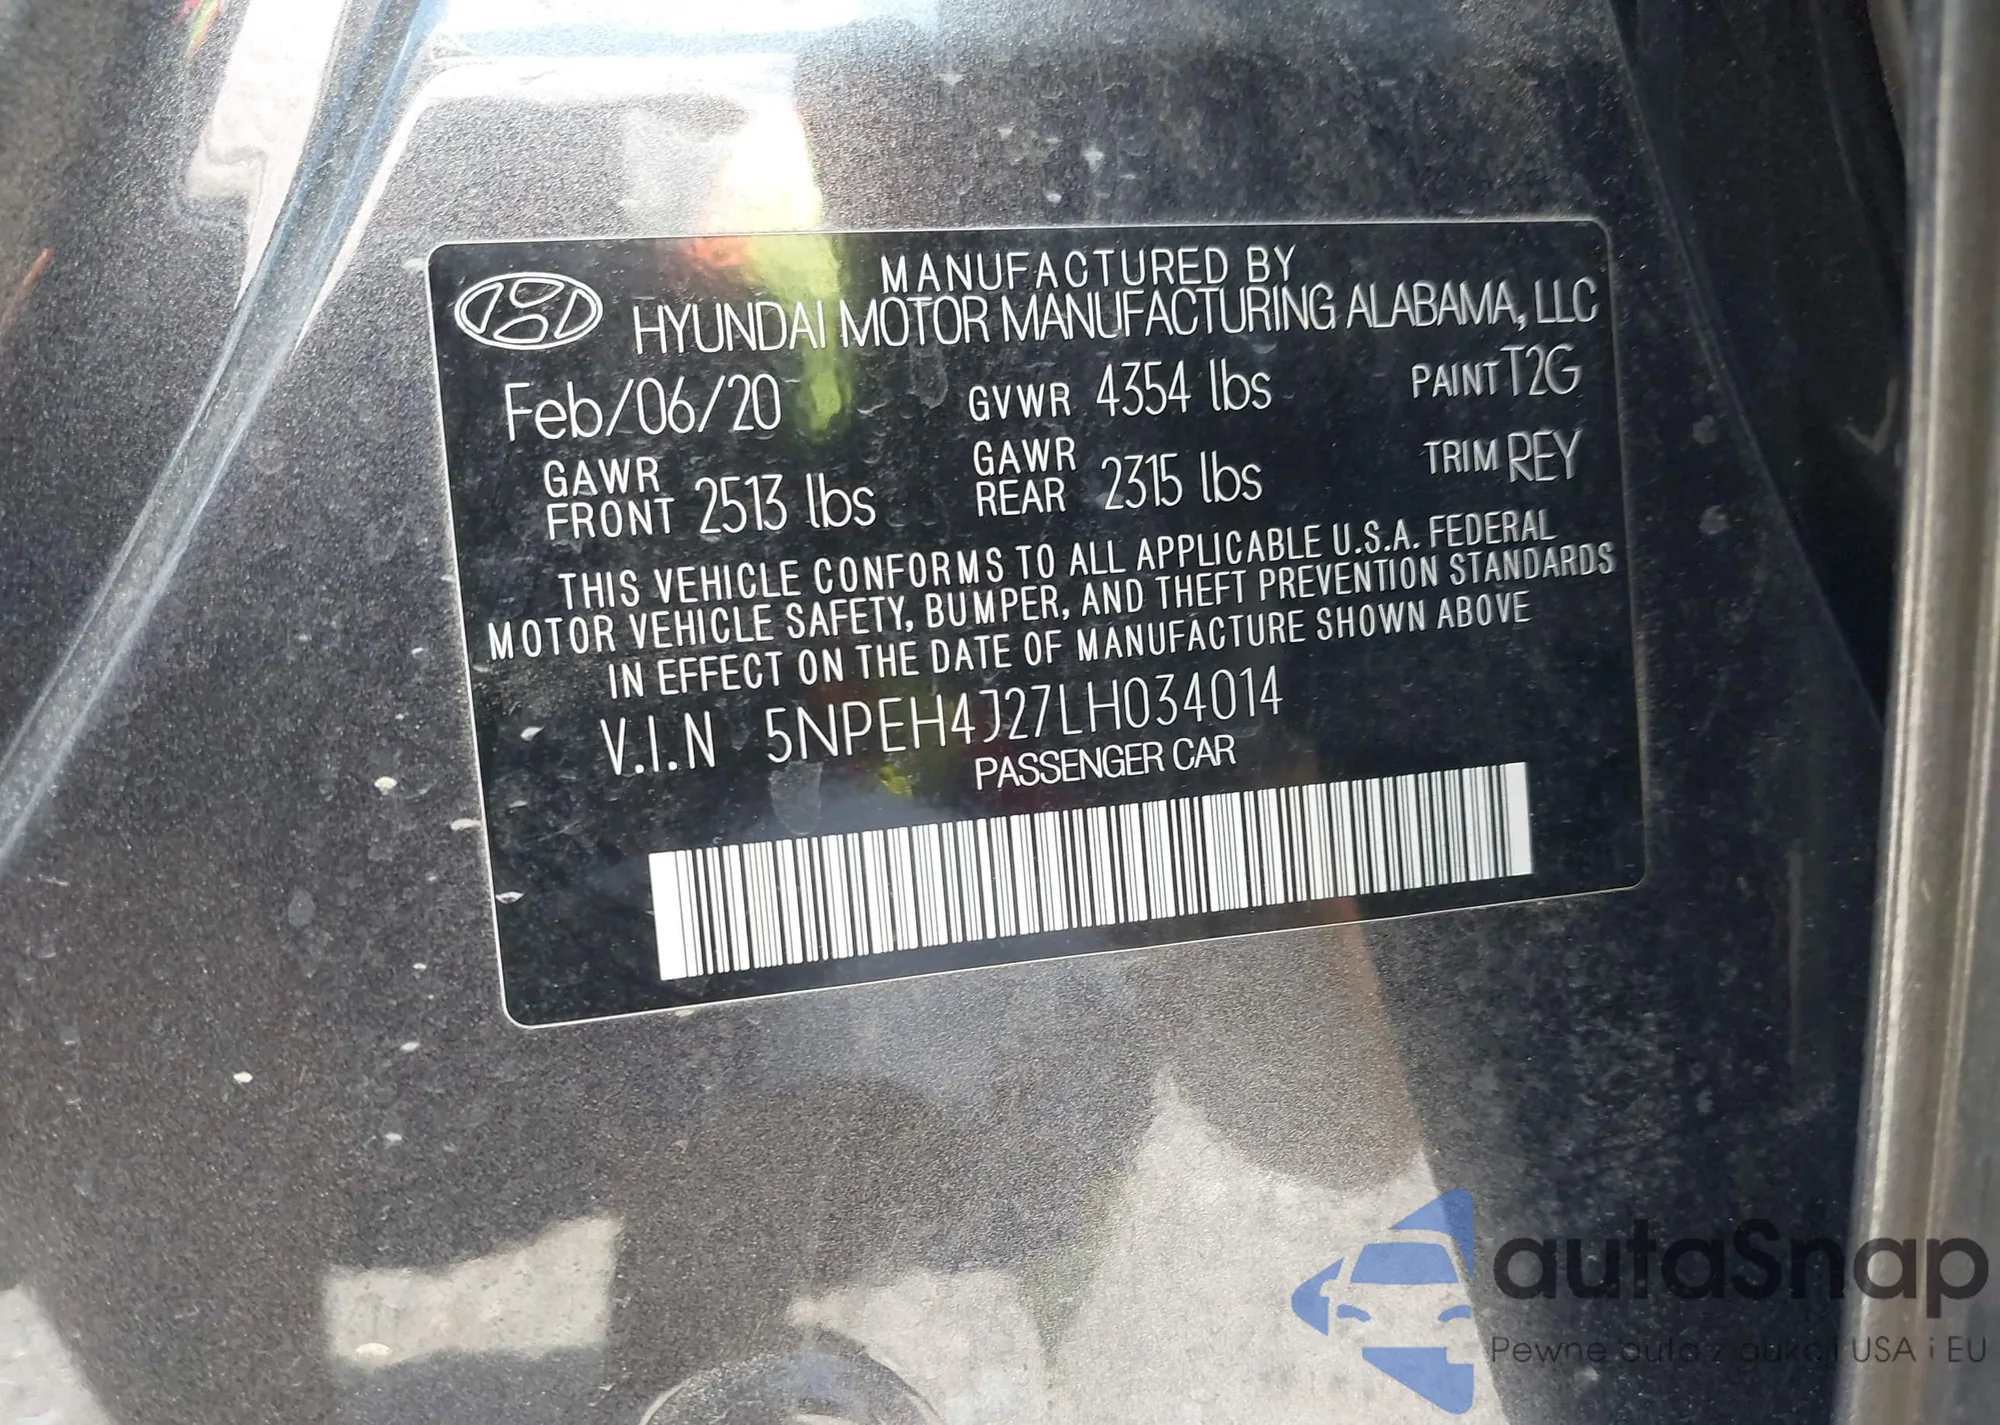 MANUFACTURED BY
HYUNDAI MOTOR MANUFACTURING ALABAMA, LLC
Feb/06/20 GVWR 4354 lbs PAINT T2G
GAWR FRONT 2513 lbs GAWR REAR 2315 lbs TRIM REY
THIS VEHICLE CONFORMS TO ALL APPLICABLE U.S.A. FEDERAL
MOTOR VEHICLE SAFETY, BUMPER, AND THEFT PREVENTION STANDARDS
IN EFFECT ON THE DATE OF MANUFACTURE SHOWN ABOVE
V.I.N 5NPEH4J27LH034014
PASSENGER CAR
autaSnap
Pewne auta z aukcji USA i EU